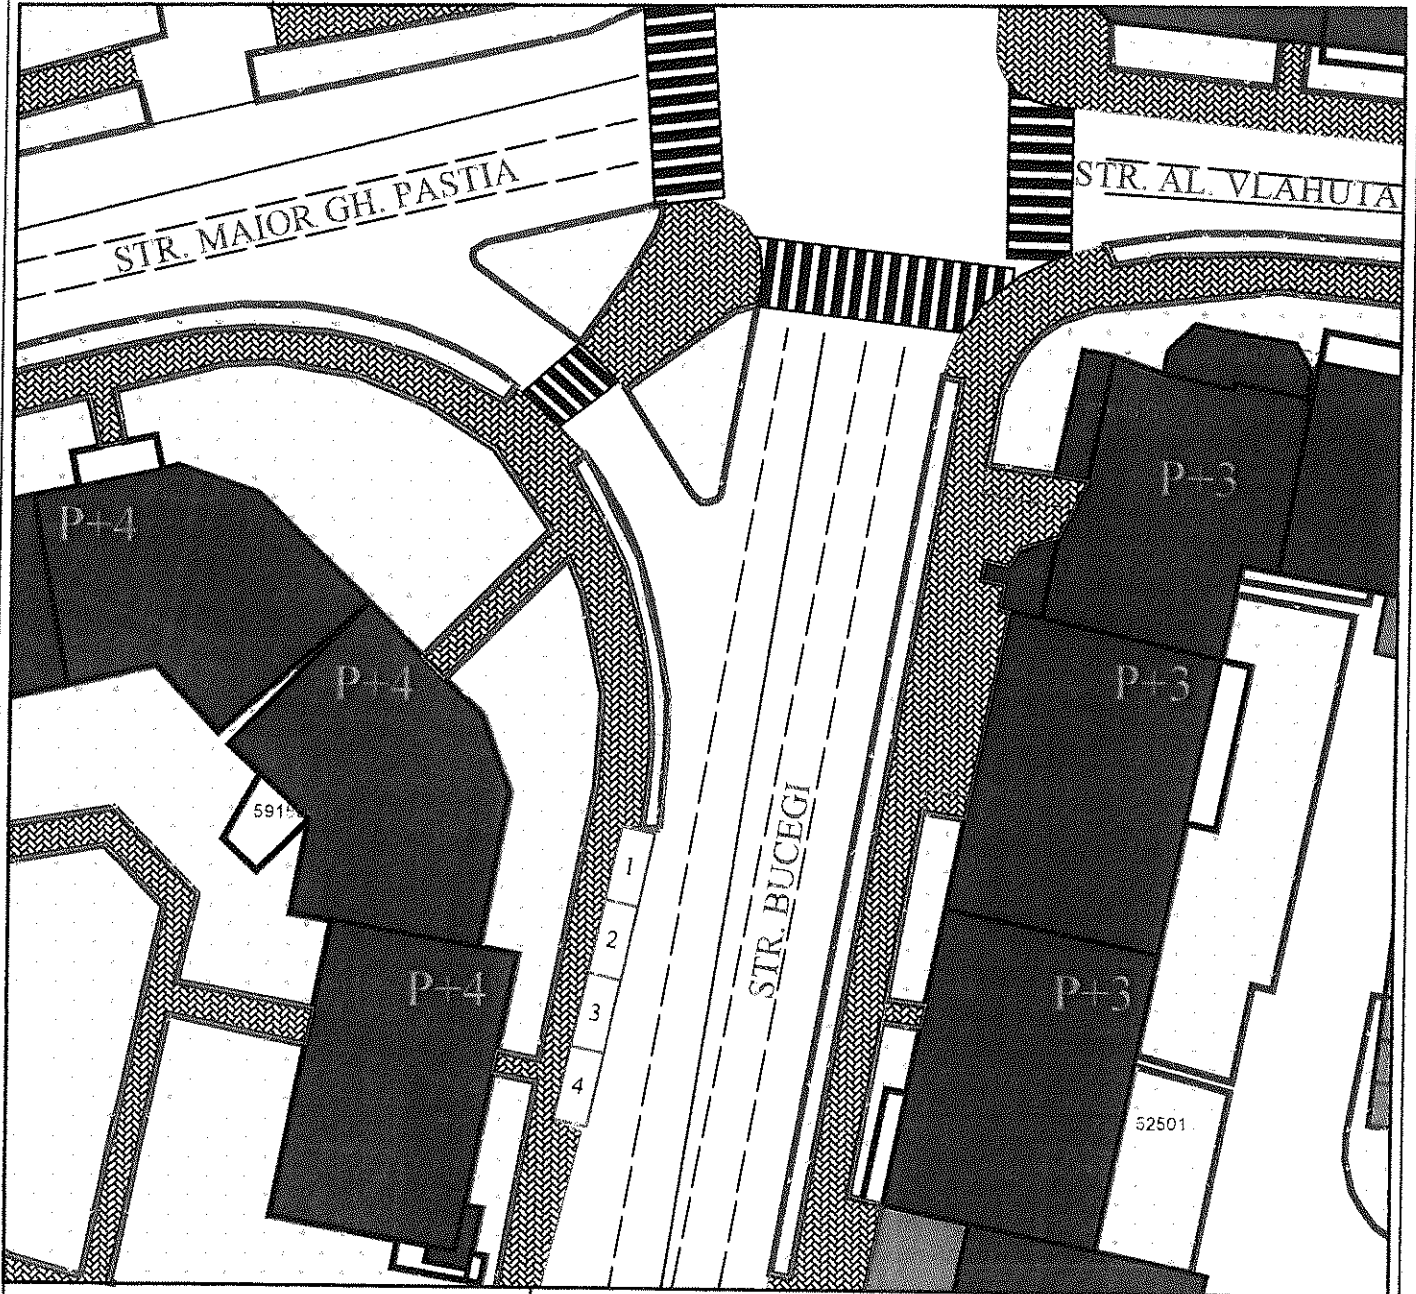 STR. MAIOR GH. PASTIA
STR. AL. VLAHUTA
P+3
P+4
P+4
P+3
STR. BUCEGI
1
2
3
4
P+4
P+3
52501